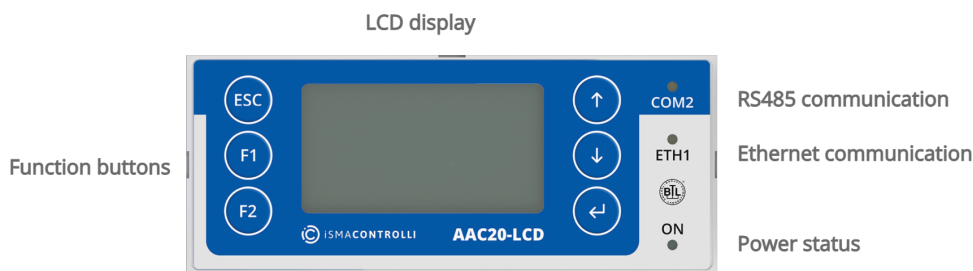 LCD display
ESC
COM2
RS485 communication
F1
ETH1
Ethernet communication
Function buttons
BTL
F2
ON
iSMACONTROLLI
AAC20-LCD
Power status